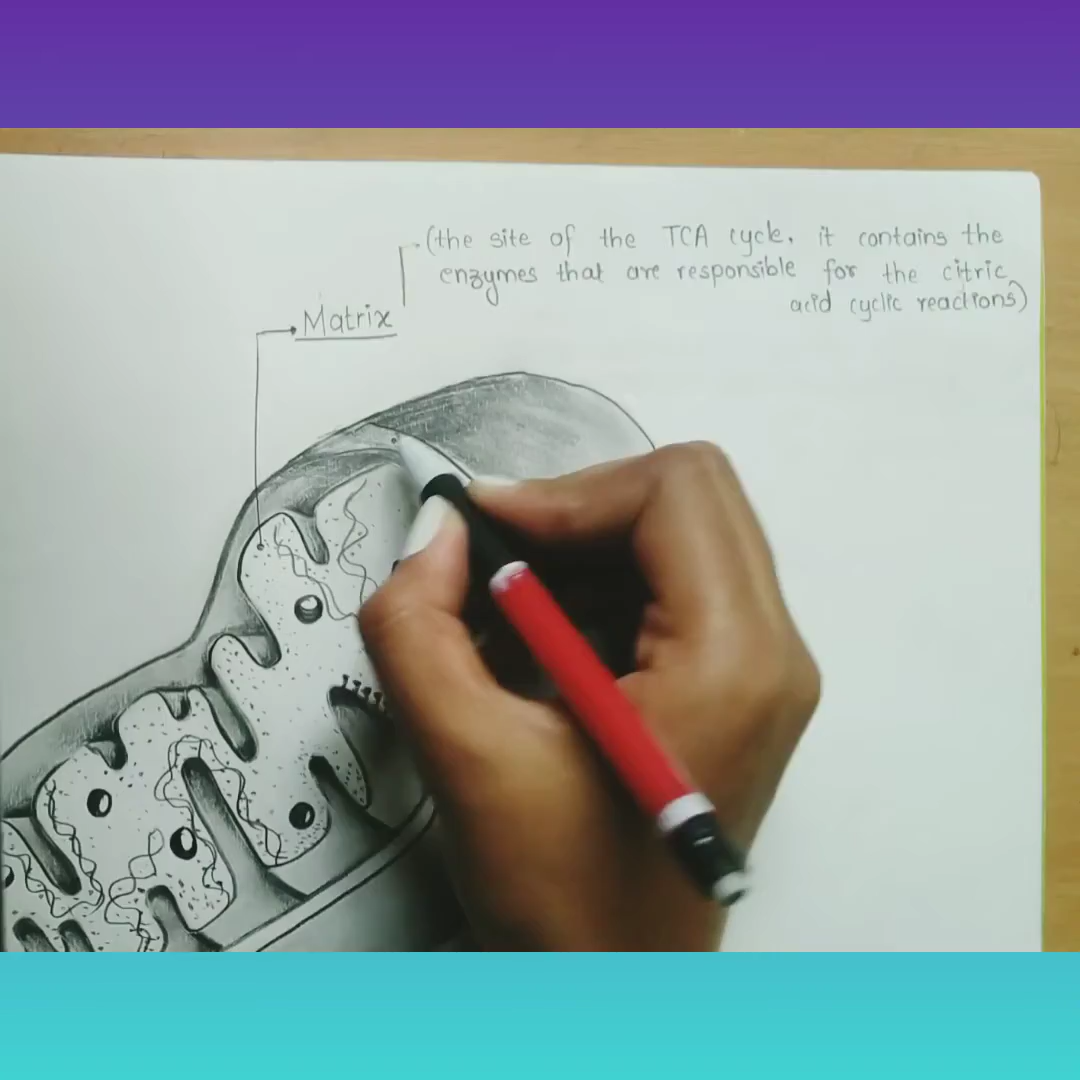 (the site of the TCA cycle, it contains the
enzymes that are responsible for the citric
acid cyclic reactions)
Matrix